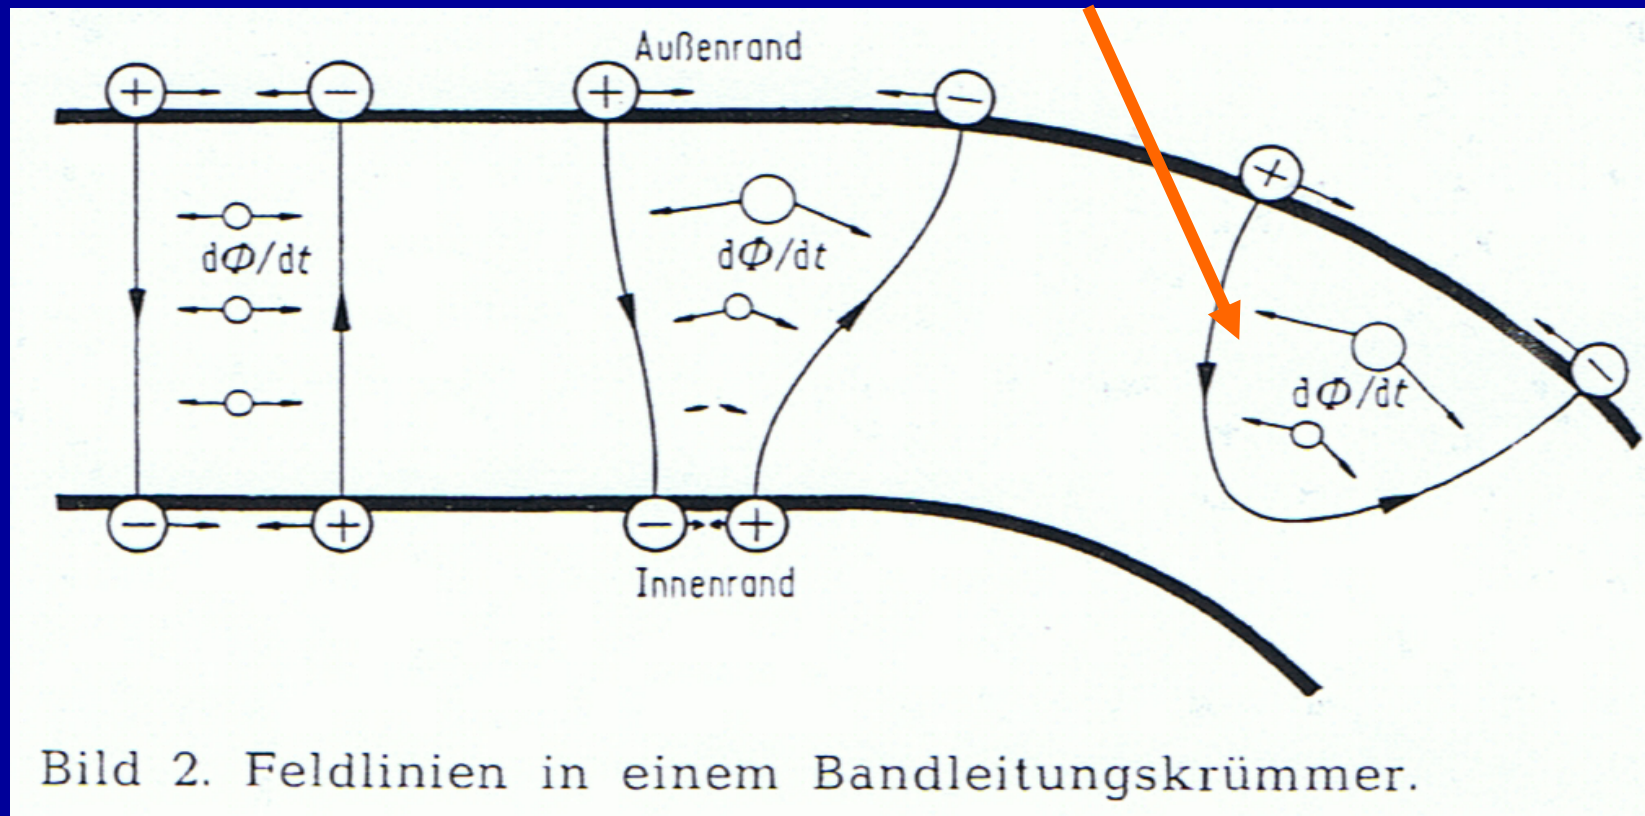 Außenrand
+ − + −
+
dΦ/dt dΦ/dt
−
dΦ/dt
− + − +
Innenrand
Bild 2. Feldlinien in einem Bandleitungskrümmer.